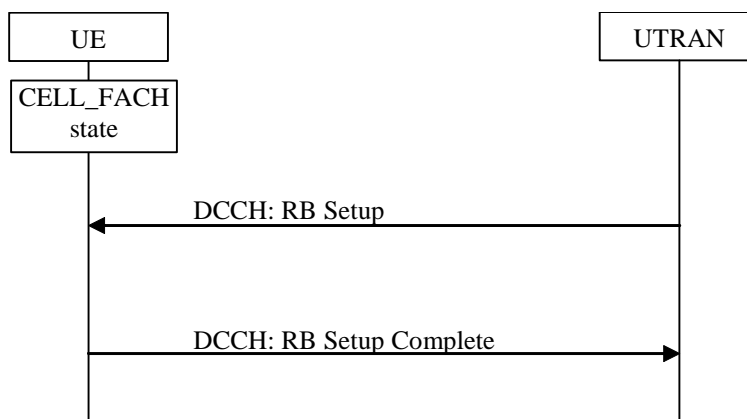 UE
UTRAN
CELL_FACH
state
DCCH: RB Setup
DCCH: RB Setup Complete